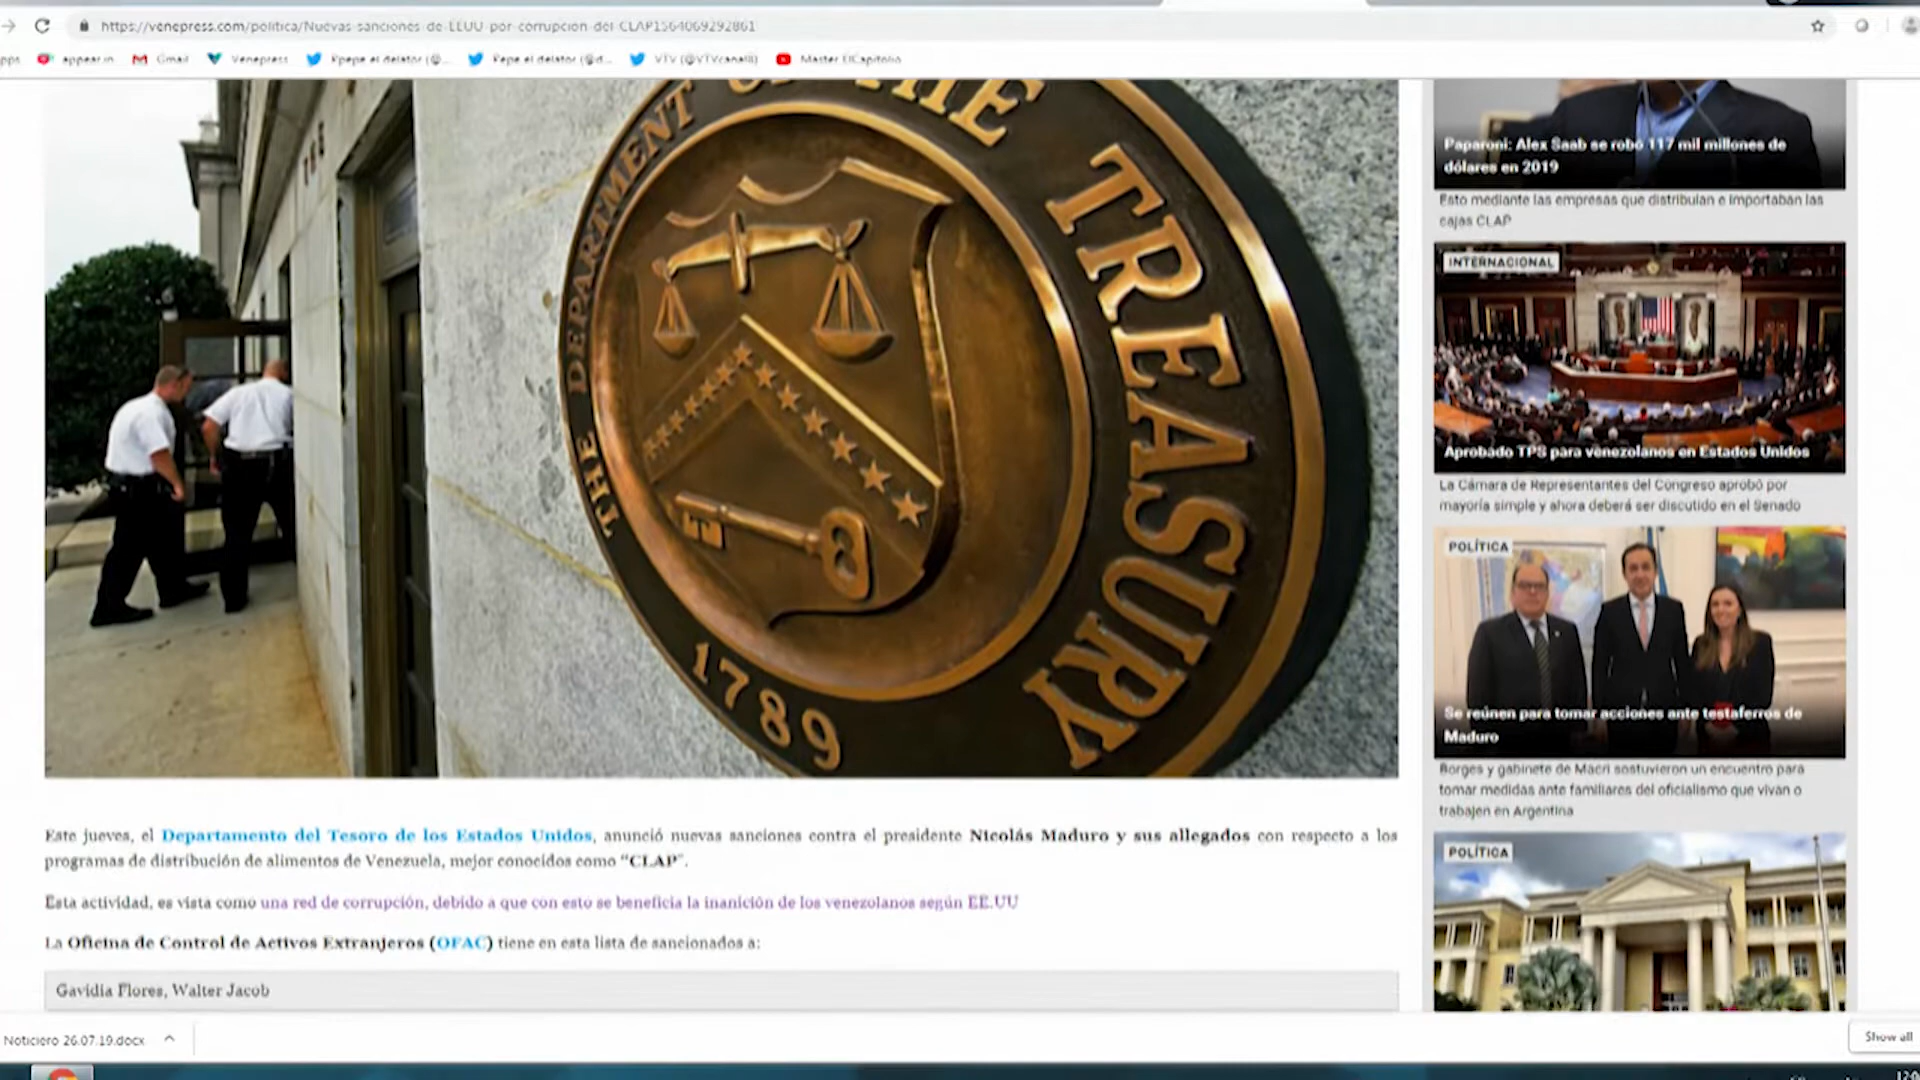 https://venepress.com/politica/Nuevas-sanciones-de-EEUU-por-corrupcion-del-CLAP1564069292861
apps appear.in Gmail Venepress Pepe el delator (@d... VTV (@VTVcanal8) Master ElCapitolio
THE DEPARTMENT OF THE TREASURY
1789
Paparoni: Alex Saab se robó 117 mil millones de
dólares en 2019
Esto mediante las empresas que distribuían e importaban las
cajas CLAP
INTERNACIONAL
Aprobado TPS para venezolanos en Estados Unidos
La Cámara de Representantes del Congreso aprobó por
mayoría simple y ahora deberá ser discutido en el Senado
POLÍTICA
Se reúnen para tomar acciones ante testaferros de
Maduro
Borges y gabinete de Macri sostuvieron un encuentro para
tomar medidas ante familiares del oficialismo que vivan o
trabajen en Argentina
POLÍTICA
Este jueves, el Departamento del Tesoro de los Estados Unidos, anunció nuevas sanciones contra el presidente Nicolás Maduro y sus allegados con respecto a los
programas de distribución de alimentos de Venezuela, mejor conocidos como “CLAP”.
Esta actividad, es vista como una red de corrupción, debido a que con esto se beneficia la inanición de los venezolanos según EE.UU
La Oficina de Control de Activos Extranjeros (OFAC) tiene en esta lista de sancionados a:
Gavidia Flores, Walter Jacob
Noticiero 26.07.19.docx
Show all